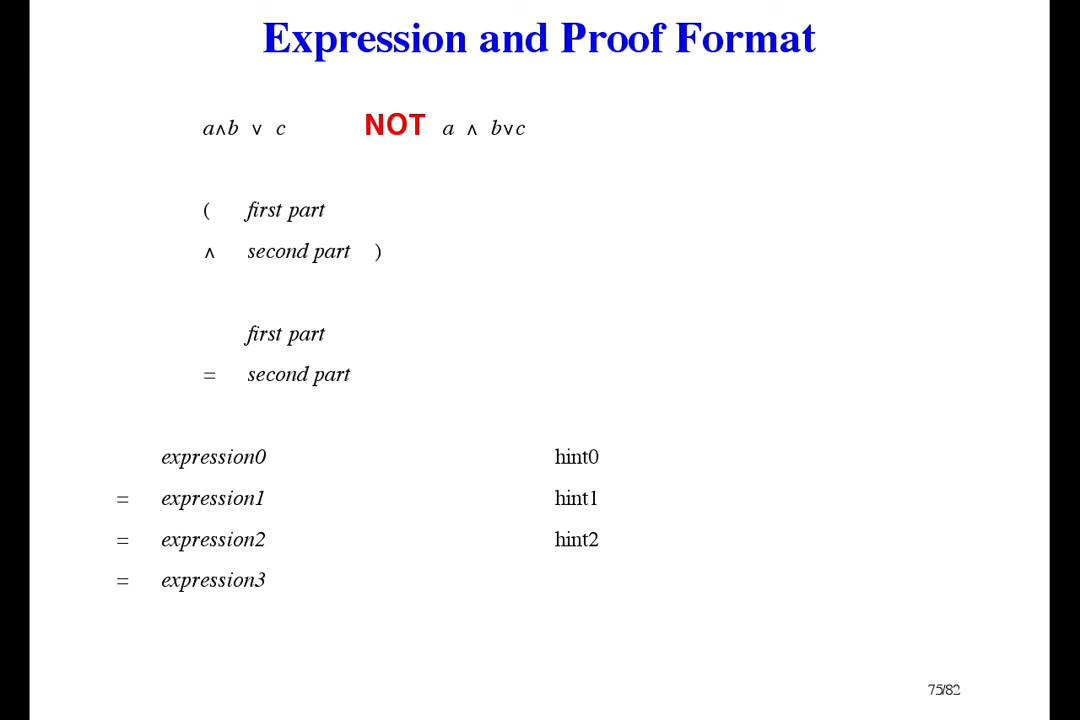 Expression and Proof Format
a∧b ∨ c NOT a ∧ b∨c
( first part
∧ second part )
first part
= second part
expression0 hint0
= expression1 hint1
= expression2 hint2
= expression3
75/82